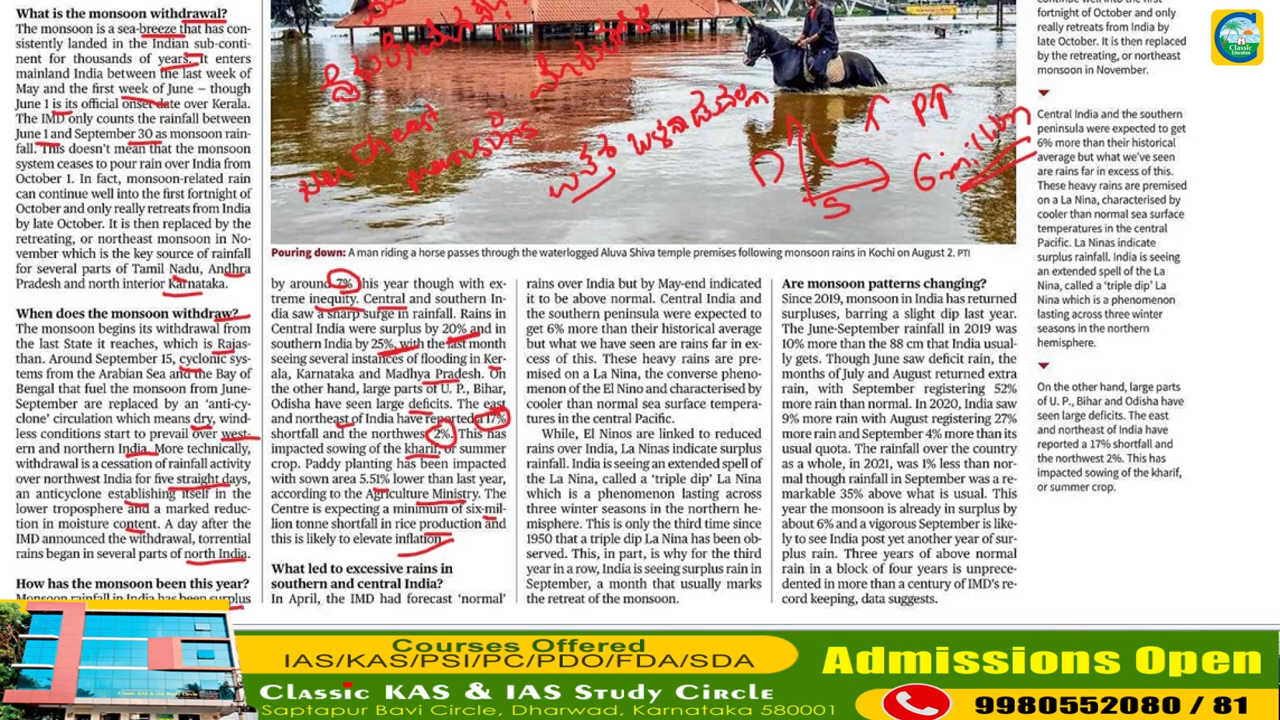 What is the monsoon withdrawal?
The monsoon is a sea-breeze that has con-
sistently landed in the Indian sub-conti-
nent for thousands of years. It enters
mainland India between the last week of
May and the first week of June – though
June 1 is its official onset date over Kerala.
The IMD only counts the rainfall between
June 1 and September 30 as monsoon rain-
fall. This doesn't mean that the monsoon
system ceases to pour rain over India from
October 1. In fact, monsoon-related rain
can continue well into the first fortnight of
October and only really retreats from India
by late October. It is then replaced by the
retreating, or northeast monsoon in No-
vember which is the key source of rainfall
for several parts of Tamil Nadu, Andhra
Pradesh and north interior Karnataka.
When does the monsoon withdraw?
The monsoon begins its withdrawal from
the last State it reaches, which is Rajas-
than. Around September 15, cyclonic sys-
tems from the Arabian Sea and the Bay of
Bengal that fuel the monsoon from June-
September are replaced by an 'anti-cy-
clone' circulation which means dry, wind-
less conditions start to prevail over west-
ern and northern India. More technically,
withdrawal is a cessation of rainfall activity
over northwest India for five straight days,
an anticyclone establishing itself in the
lower troposphere and a marked reduc-
tion in moisture content. A day after the
IMD announced the withdrawal, torrential
rains began in several parts of north India.
How has the monsoon been this year?
Monsoon rainfall in India has been surplus
east
n
S
PT
Pouring down: A man riding a horse passes through the waterlogged Aluva Shiva temple premises following monsoon rains in Kochi on August 2. PTI
by around 7% this year though with ex-
treme inequity. Central and southern In-
dia saw a sharp surge in rainfall. Rains in
Central India were surplus by 20% and in
southern India by 25%, with the last month
seeing several instances of flooding in Ker-
ala, Karnataka and Madhya Pradesh. On
the other hand, large parts of U. P., Bihar,
Odisha have seen large deficits. The east
and northeast of India have reported a 17%
shortfall and the northwest 2%. This has
impacted sowing of the kharif, or summer
crop. Paddy planting has been impacted
with sown area 5.51% lower than last year,
according to the Agriculture Ministry. The
Centre is expecting a minimum of six-mil-
lion tonne shortfall in rice production and
this is likely to elevate inflation.
What led to excessive rains in
southern and central India?
In April, the IMD had forecast 'normal'
rains over India but by May-end indicated
it to be above normal. Central India and
the southern peninsula were expected to
get 6% more than their historical average
but what we have seen are rains far in ex-
cess of this. These heavy rains are pre-
mised on a La Nina, the converse pheno-
menon of the El Nino and characterised by
cooler than normal sea surface tempera-
tures in the central Pacific.
While, El Ninos are linked to reduced
rains over India, La Ninas indicate surplus
rainfall. India is seeing an extended spell of
the La Nina, called a 'triple dip' La Nina
which is a phenomenon lasting across
three winter seasons in the northern he-
misphere. This is only the third time since
1950 that a triple dip La Nina has been ob-
served. This, in part, is why for the third
year in a row, India is seeing surplus rain in
September, a month that usually marks
the retreat of the monsoon.
Are monsoon patterns changing?
Since 2019, monsoon in India has returned
surpluses, barring a slight dip last year.
The June-September rainfall in 2019 was
10% more than the 88 cm that India usual-
ly gets. Though June saw deficit rain, the
months of July and August returned extra
rain, with September registering 52%
more rain than normal. In 2020, India saw
9% more rain with August registering 27%
more rain and September 4% more than its
usual quota. The rainfall over the country
as a whole, in 2021, was 1% less than nor-
mal though rainfall in September was a re-
markable 35% above what is usual. This
year the monsoon is already in surplus by
about 6% and a vigorous September is like-
ly to see India post yet another year of sur-
plus rain. Three years of above normal
rain in a block of four years is unprece-
dented in more than a century of IMD's re-
cord keeping, data suggests.
continue well into the first
fortnight of October and only
really retreats from India by
late October. It is then replaced
by the retreating, or northeast
monsoon in November.
Central India and the southern
peninsula were expected to get
6% more than their historical
average but what we've seen
are rains far in excess of this.
These heavy rains are premised
on a La Nina, characterised by
cooler than normal sea surface
temperatures in the central
Pacific. La Ninas indicate
surplus rainfall. India is seeing
an extended spell of the La
Nina, called a 'triple dip' La
Nina which is a phenomenon
lasting across three winter
seasons in the northern
hemisphere.
On the other hand, large parts
of U. P., Bihar and Odisha have
seen large deficits. The east
and northeast of India have
reported a 17% shortfall and
the northwest 2%. This has
impacted sowing of the kharif,
or summer crop.
Classic
Education
Courses Offered
IAS/KAS/PSI/PC/PDO/FDA/SDA
Classic KAS & IAS Study Circle
Saptapur Bavi Circle, Dharwad, Karnataka 580001
Admissions Open
9980552080 / 81